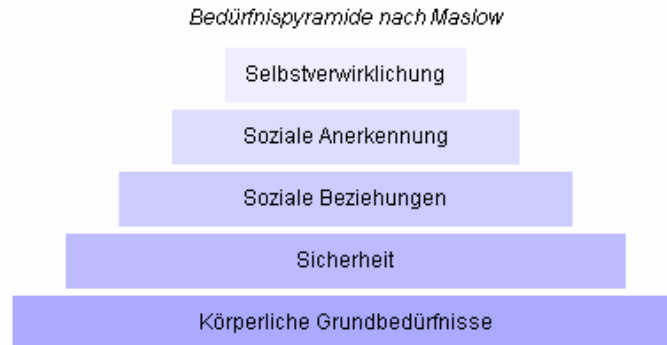 Bedürfnispyramide nach Maslow
Selbstverwirklichung
Soziale Anerkennung
Soziale Beziehungen
Sicherheit
Körperliche Grundbedürfnisse